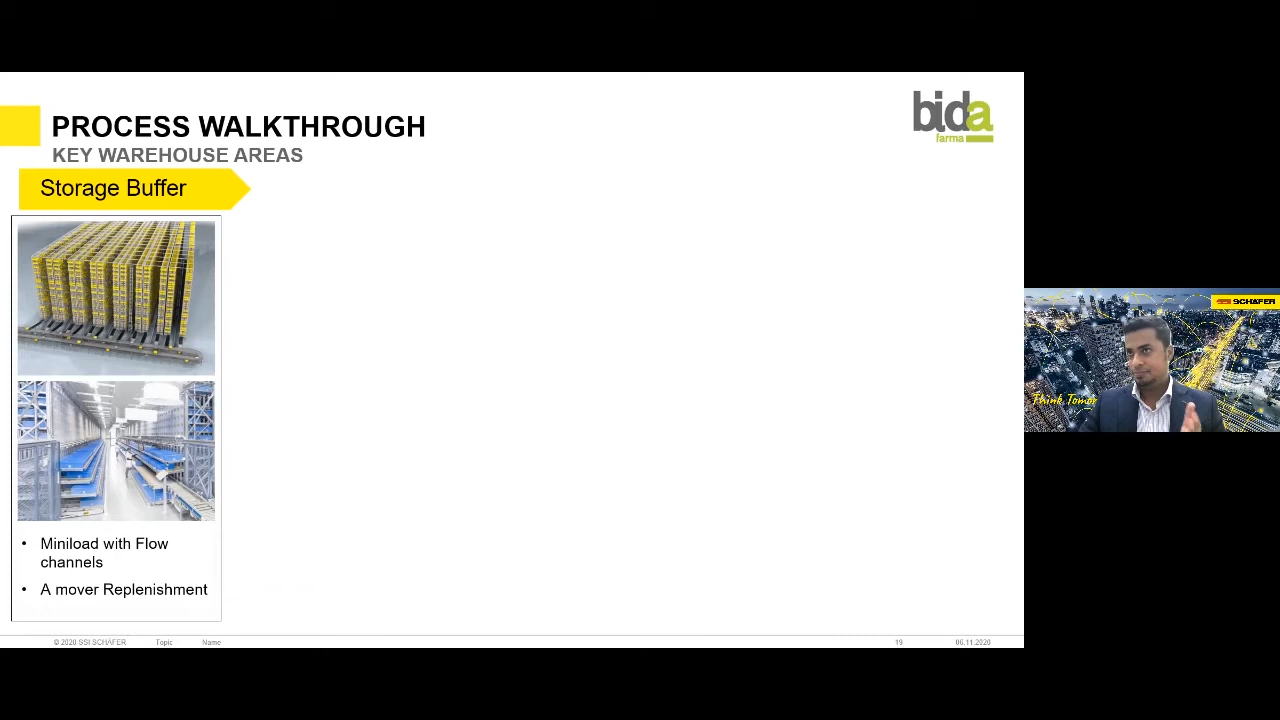 PROCESS WALKTHROUGH
KEY WAREHOUSE AREAS
bida
farma
Storage Buffer
SSI SCHÄFER
Think Tomor
• Miniload with Flow
channels
• A mover Replenishment
© 2020 SSI SCHÄFER Topic Name 19 06.11.2020